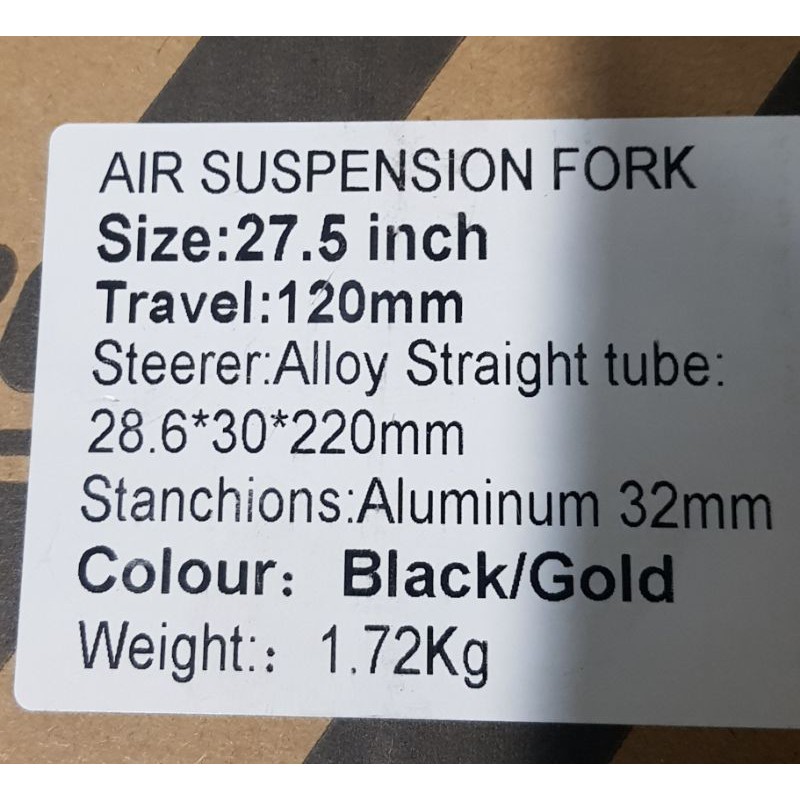 AIR SUSPENSION FORK
Size:27.5 inch
Travel:120mm
Steerer:Alloy Straight tube:
28.6*30*220mm
Stanchions:Aluminum 32mm
Colour： Black/Gold
Weight:： 1.72Kg